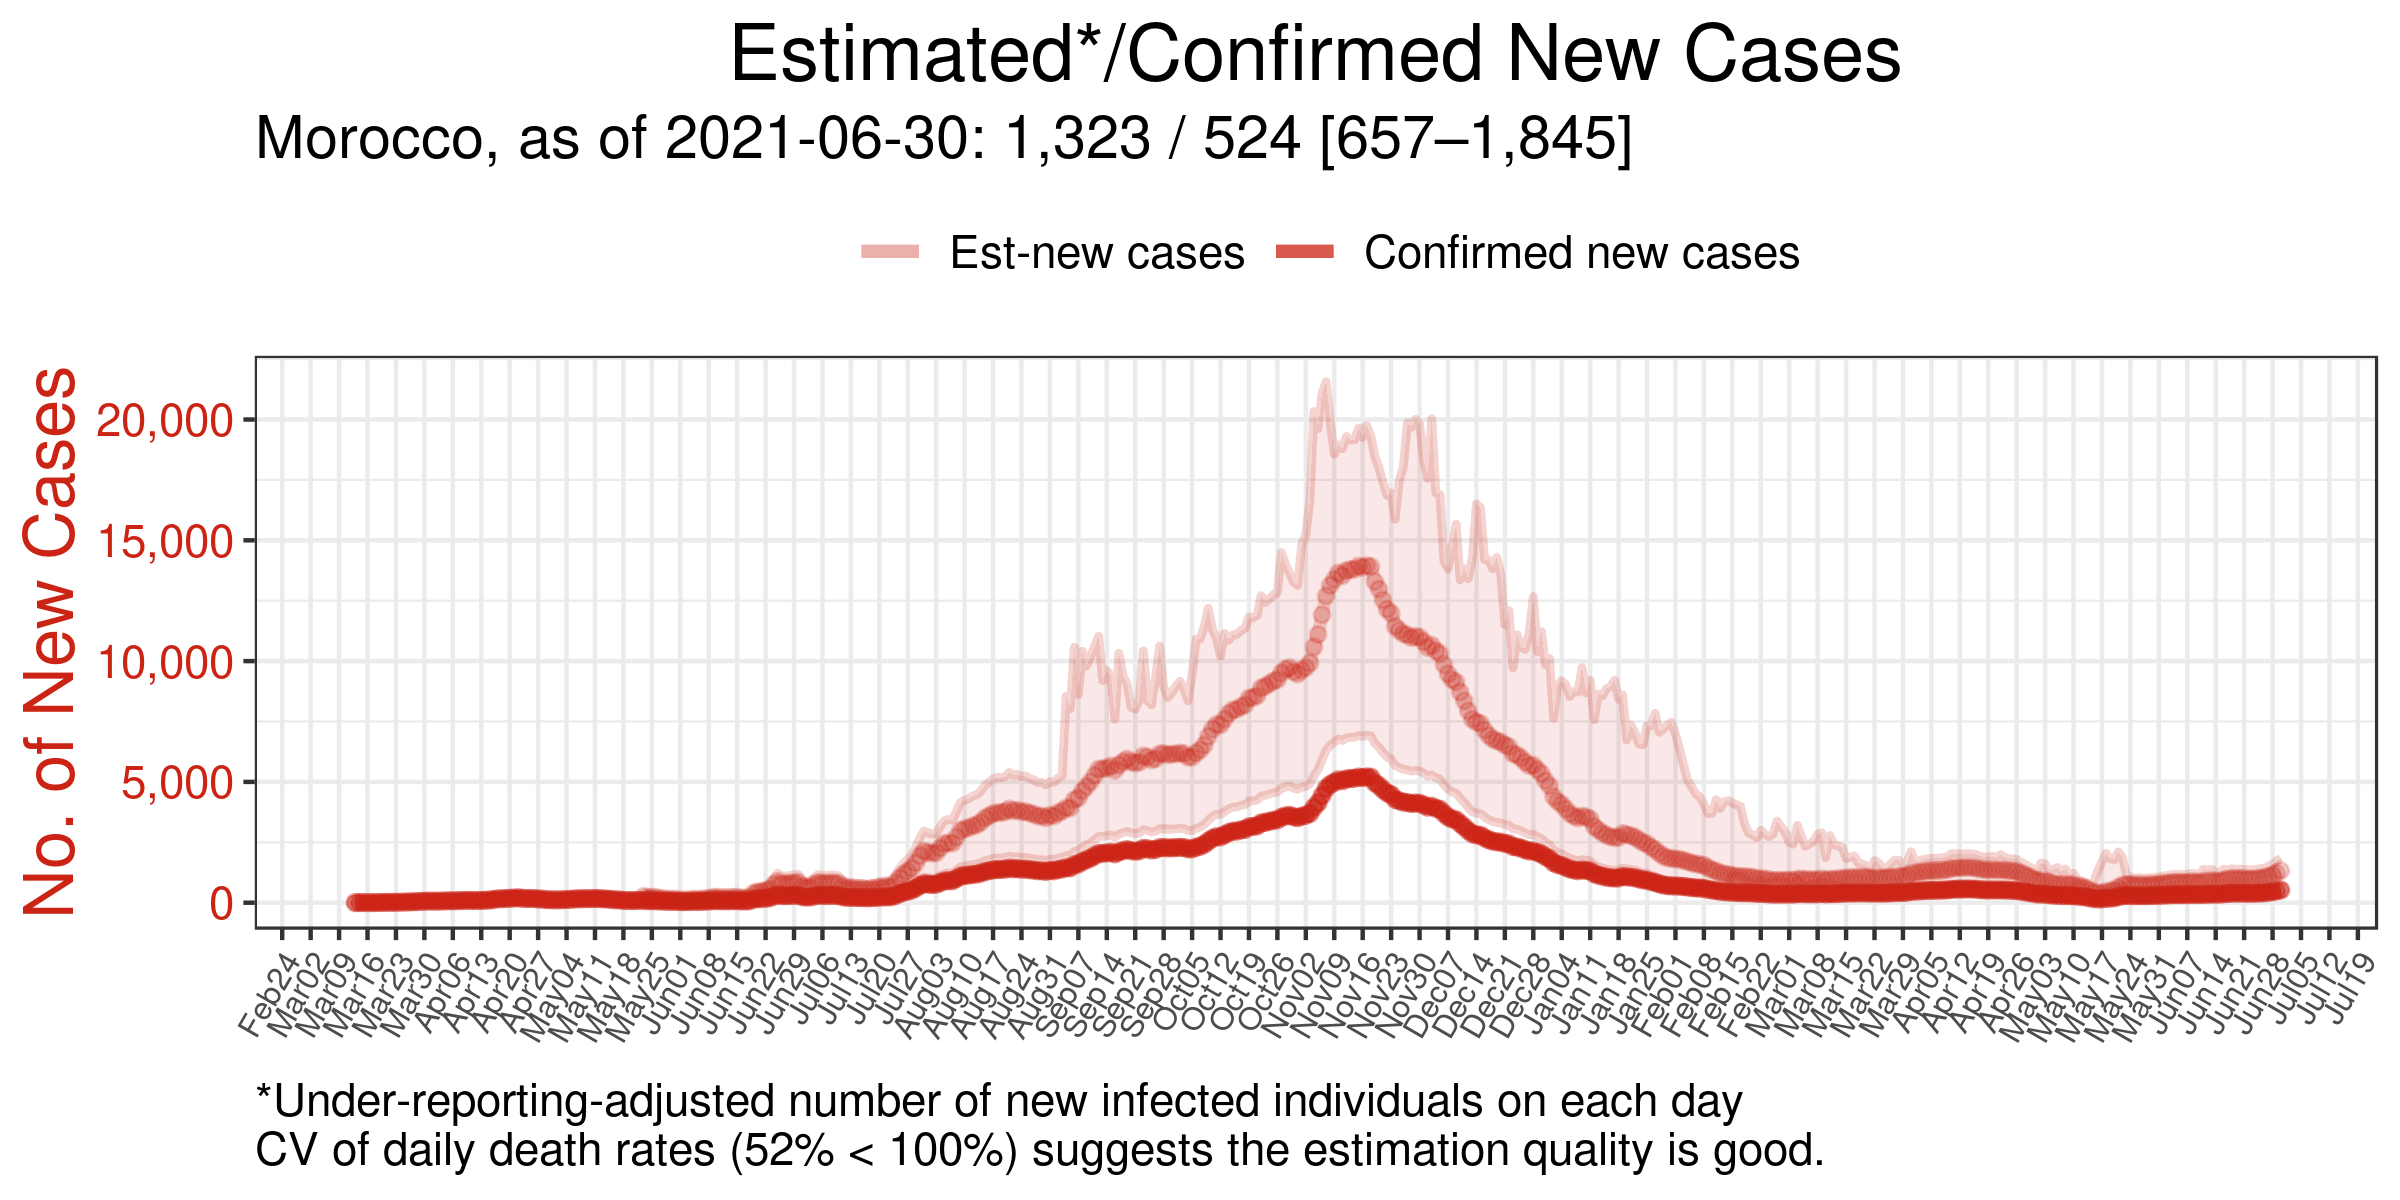 Estimated*/Confirmed New Cases
Morocco, as of 2021-06-30: 1,323 / 524 [657–1,845]
Est-new cases
Confirmed new cases
No. of New Cases
20,000
15,000
10,000
5,000
0
Feb24
Mar02
Mar09
Mar16
Mar23
Mar30
Apr06
Apr13
Apr20
Apr27
May04
May11
May18
May25
Jun01
Jun08
Jun15
Jun22
Jun29
Jul06
Jul13
Jul20
Jul27
Aug03
Aug10
Aug17
Aug24
Aug31
Sep07
Sep14
Sep21
Sep28
Oct05
Oct12
Oct19
Oct26
Nov02
Nov09
Nov16
Nov23
Nov30
Dec07
Dec14
Dec21
Dec28
Jan04
Jan11
Jan18
Jan25
Feb01
Feb08
Feb15
Feb22
Mar01
Mar08
Mar15
Mar22
Mar29
Apr05
Apr12
Apr19
Apr26
May03
May10
May17
May24
May31
Jun07
Jun14
Jun21
Jun28
Jul05
Jul12
Jul19
*Under-reporting-adjusted number of new infected individuals on each day
CV of daily death rates (52% < 100%) suggests the estimation quality is good.